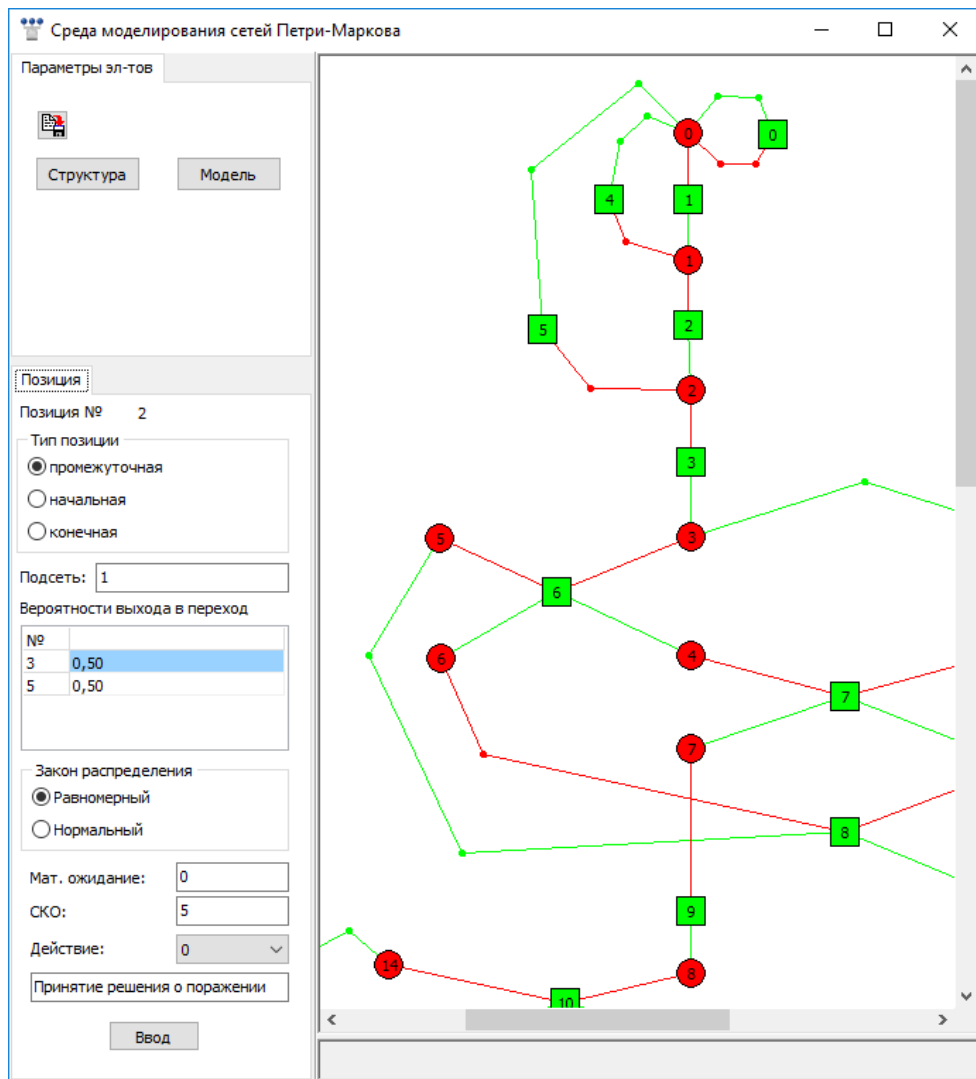 Среда моделирования сетей Петри-Маркова
Параметры эл-тов
Структура Модель
Позиция
Позиция № 2
Тип позиции
промежуточная
начальная
конечная
Подсеть: 1
Вероятности выхода в переход
№
3 0,50
5 0,50
Закон распределения
Равномерный
Нормальный
Мат. ожидание: 0
СКО: 5
Действие: 0
Принятие решения о поражении
Ввод
0 0
4 1
1
5 2
2
3
5 3
6
6 4
7
7
8
9
14 8
10